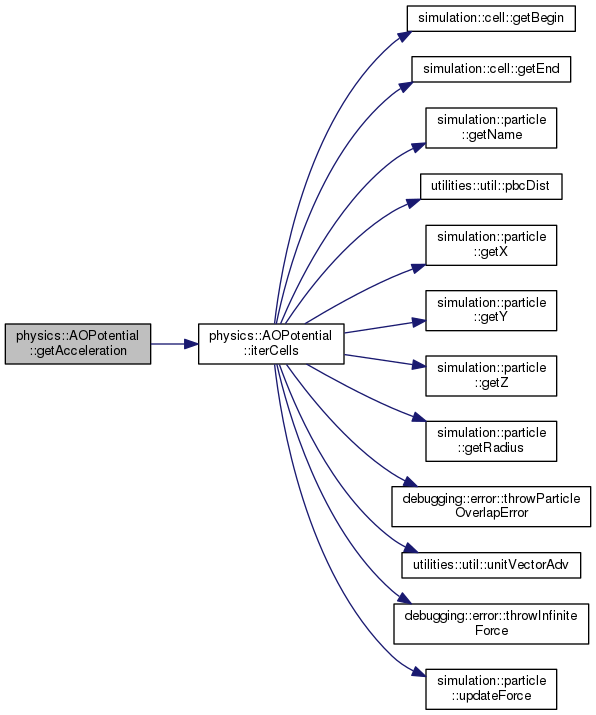 physics::AOPotential
::getAcceleration
physics::AOPotential
::iterCells
simulation::cell::getBegin
simulation::cell::getEnd
simulation::particle
::getName
utilities::util::pbcDist
simulation::particle
::getX
simulation::particle
::getY
simulation::particle
::getZ
simulation::particle
::getRadius
debugging::error::throwParticle
OverlapError
utilities::util::unitVectorAdv
debugging::error::throwInfinite
Force
simulation::particle
::updateForce